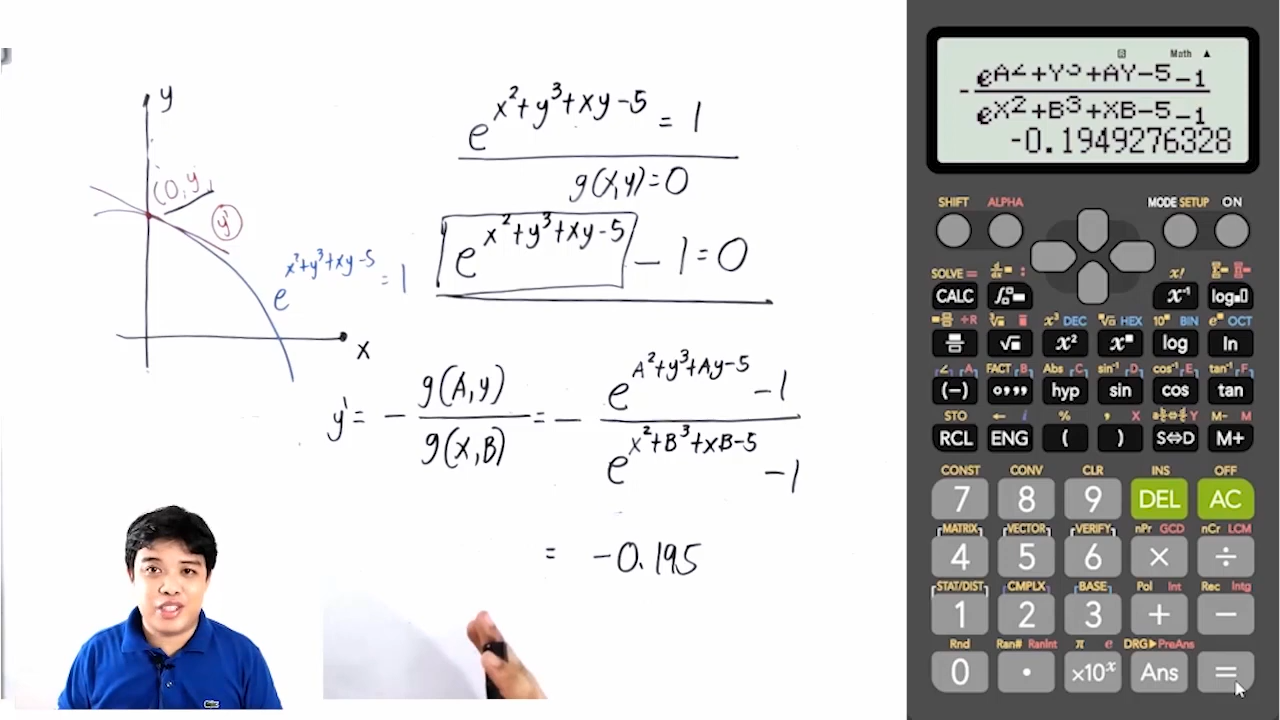 y
(0, y
y'
e^{x²+y³+xy-5} = 1
x
e^{x²+y³+xy-5} = 1
g(x,y)=0
e^{x²+y³+xy-5} - 1 = 0
y' = - g(A,y)/g(x,B) = - (e^{A²+y³+Ay-5} - 1)/(e^{x²+B³+xB-5} - 1)
= -0.195
Math ▲
-(eA²+Y³+AY-5-1)/(eX²+B³+XB-5-1)
-0.1949276328
SHIFT ALPHA MODE SETUP ON
SOLVE = d/dx : x! Σ Π
CALC ∫ x⁻¹ log
÷R ³√ x³ DEC √ HEX 10 BIN e OCT
√ x² x log ln
∠ A FACT B Abs C sin⁻¹ D cos⁻¹ E tan⁻¹ F
(−) °’’’ hyp sin cos tan
STO ← i % , X Y M− M
RCL ENG ( ) S⇔D M+
CONST CONV CLR INS OFF
7 8 9 DEL AC
MATRIX VECTOR VERIFY nPr GCD nCr LCM
4 5 6 × ÷
STAT/DIST CMPLX BASE Pol Int Rec Intg
1 2 3 + −
Rnd Ran# RanInt π e DRG▶ PreAns
0 · ×10ˣ Ans =